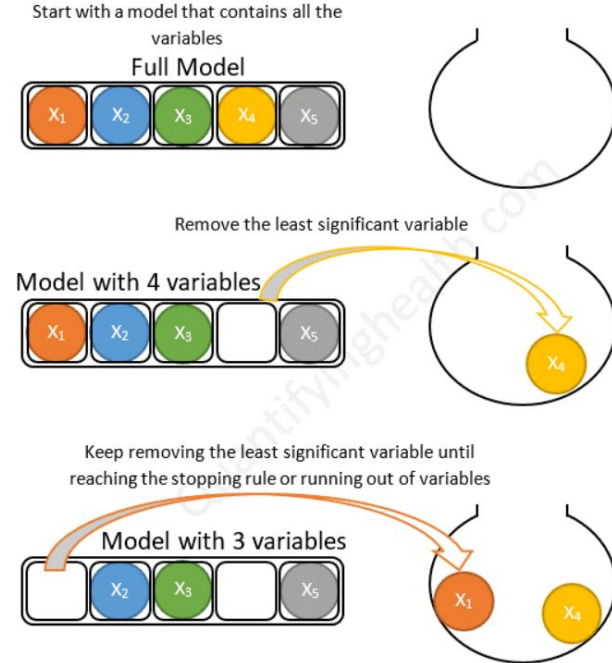 Start with a model that contains all the
variables
Full Model
X₁ X₂ X₃ X₄ X₅
Remove the least significant variable
Model with 4 variables
X₁ X₂ X₃ X₅
X₄
Keep removing the least significant variable until
reaching the stopping rule or running out of variables
Model with 3 variables
X₂ X₃ X₅
X₁ X₄
quantifyinghealth.com